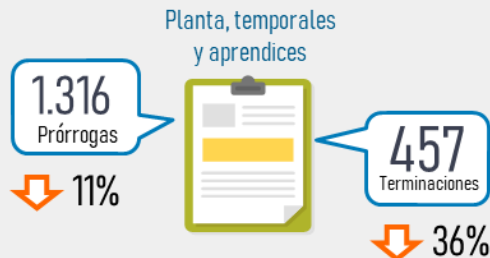 Planta, temporales
y aprendices
1.316
Prórrogas
11%
457
Terminaciones
36%